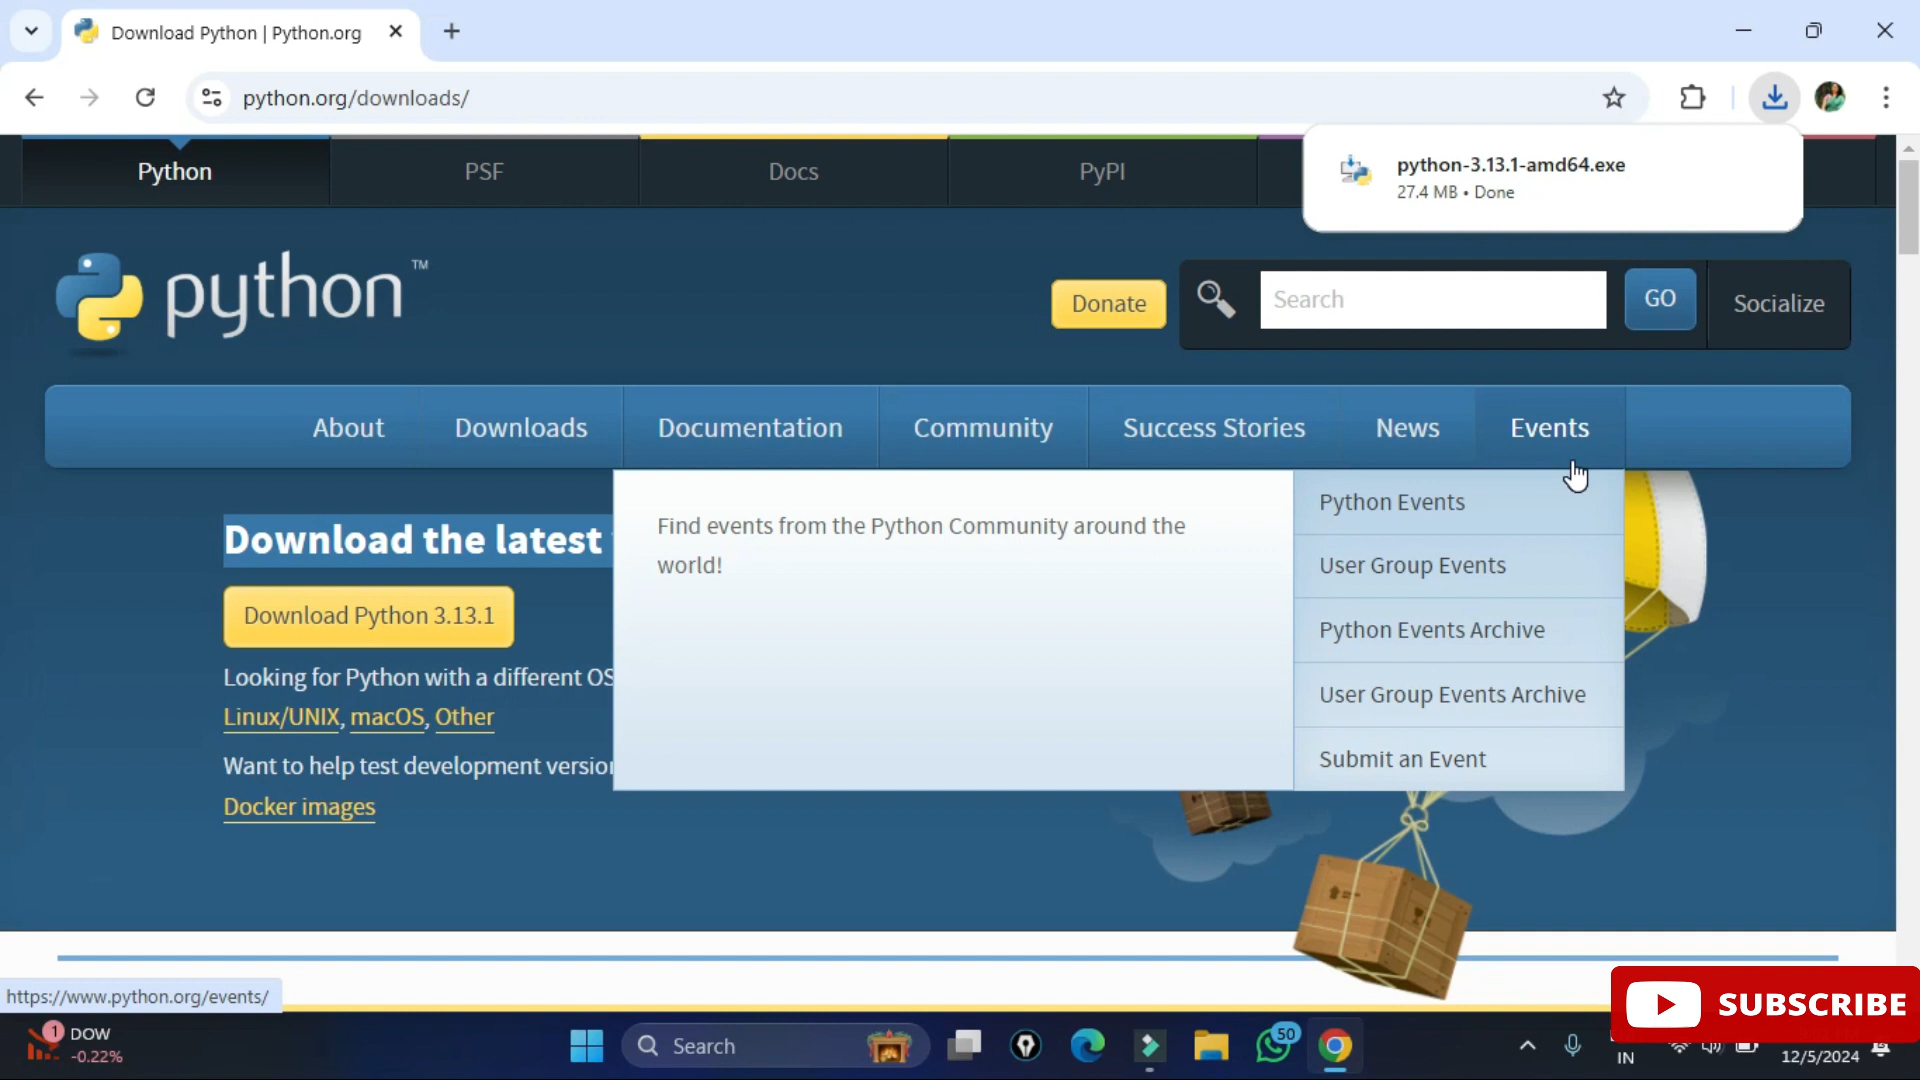 Download Python | Python.org
python.org/downloads/
python-3.13.1-amd64.exe
27.4 MB • Done
Python
PSF
Docs
PyPI
python™
Donate
Search
GO
Socialize
About
Downloads
Documentation
Community
Success Stories
News
Events
Find events from the Python Community around the
world!
Python Events
User Group Events
Python Events Archive
User Group Events Archive
Submit an Event
Download the latest
Download Python 3.13.1
Looking for Python with a different OS
Linux/UNIX, macOS, Other
Want to help test development
Docker images
https://www.python.org/events/
SUBSCRIBE
1
DOW
-0.22%
Search
50
IN
12/5/2024